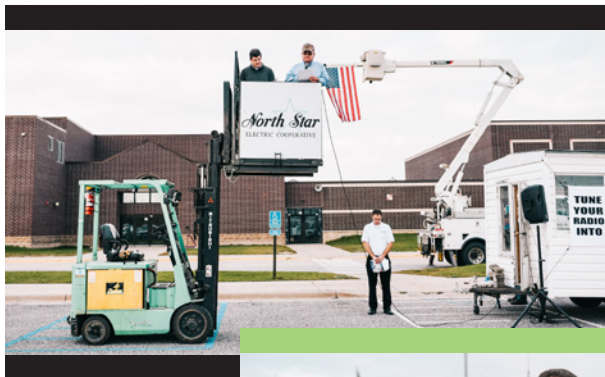 North Star
ELECTRIC COOPERATIVE
TUNE
YOUR
RADIO
INTO